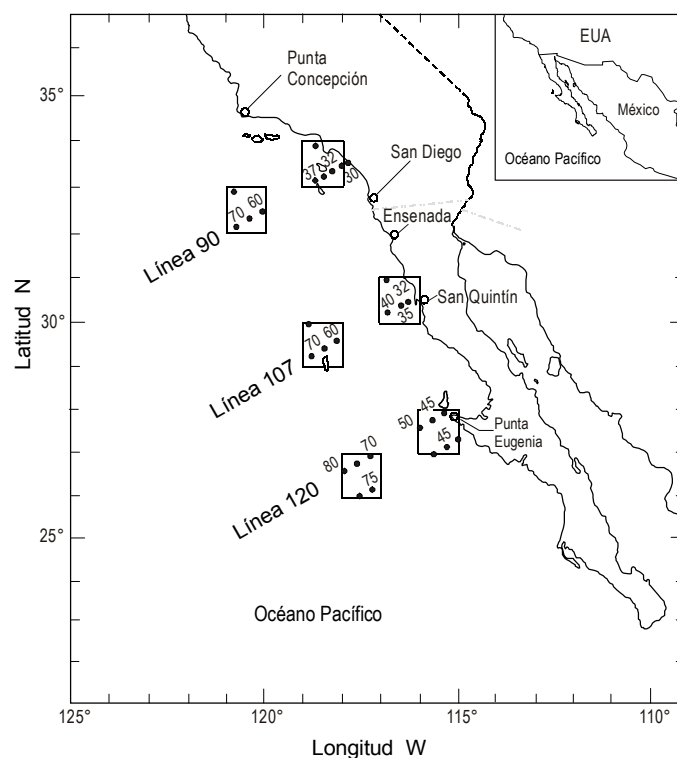 EUA
México
Océano Pacífico
Punta
Concepción
35°
San Diego
32
37
30
Ensenada
60
70
Línea 90
32
40
35
San Quintín
30°
60
70
Línea 107
45
50
45
Punta
Eugenia
70
80
75
Línea 120
25°
Océano Pacífico
Latitud N
125°
120°
115°
110°
Longitud W